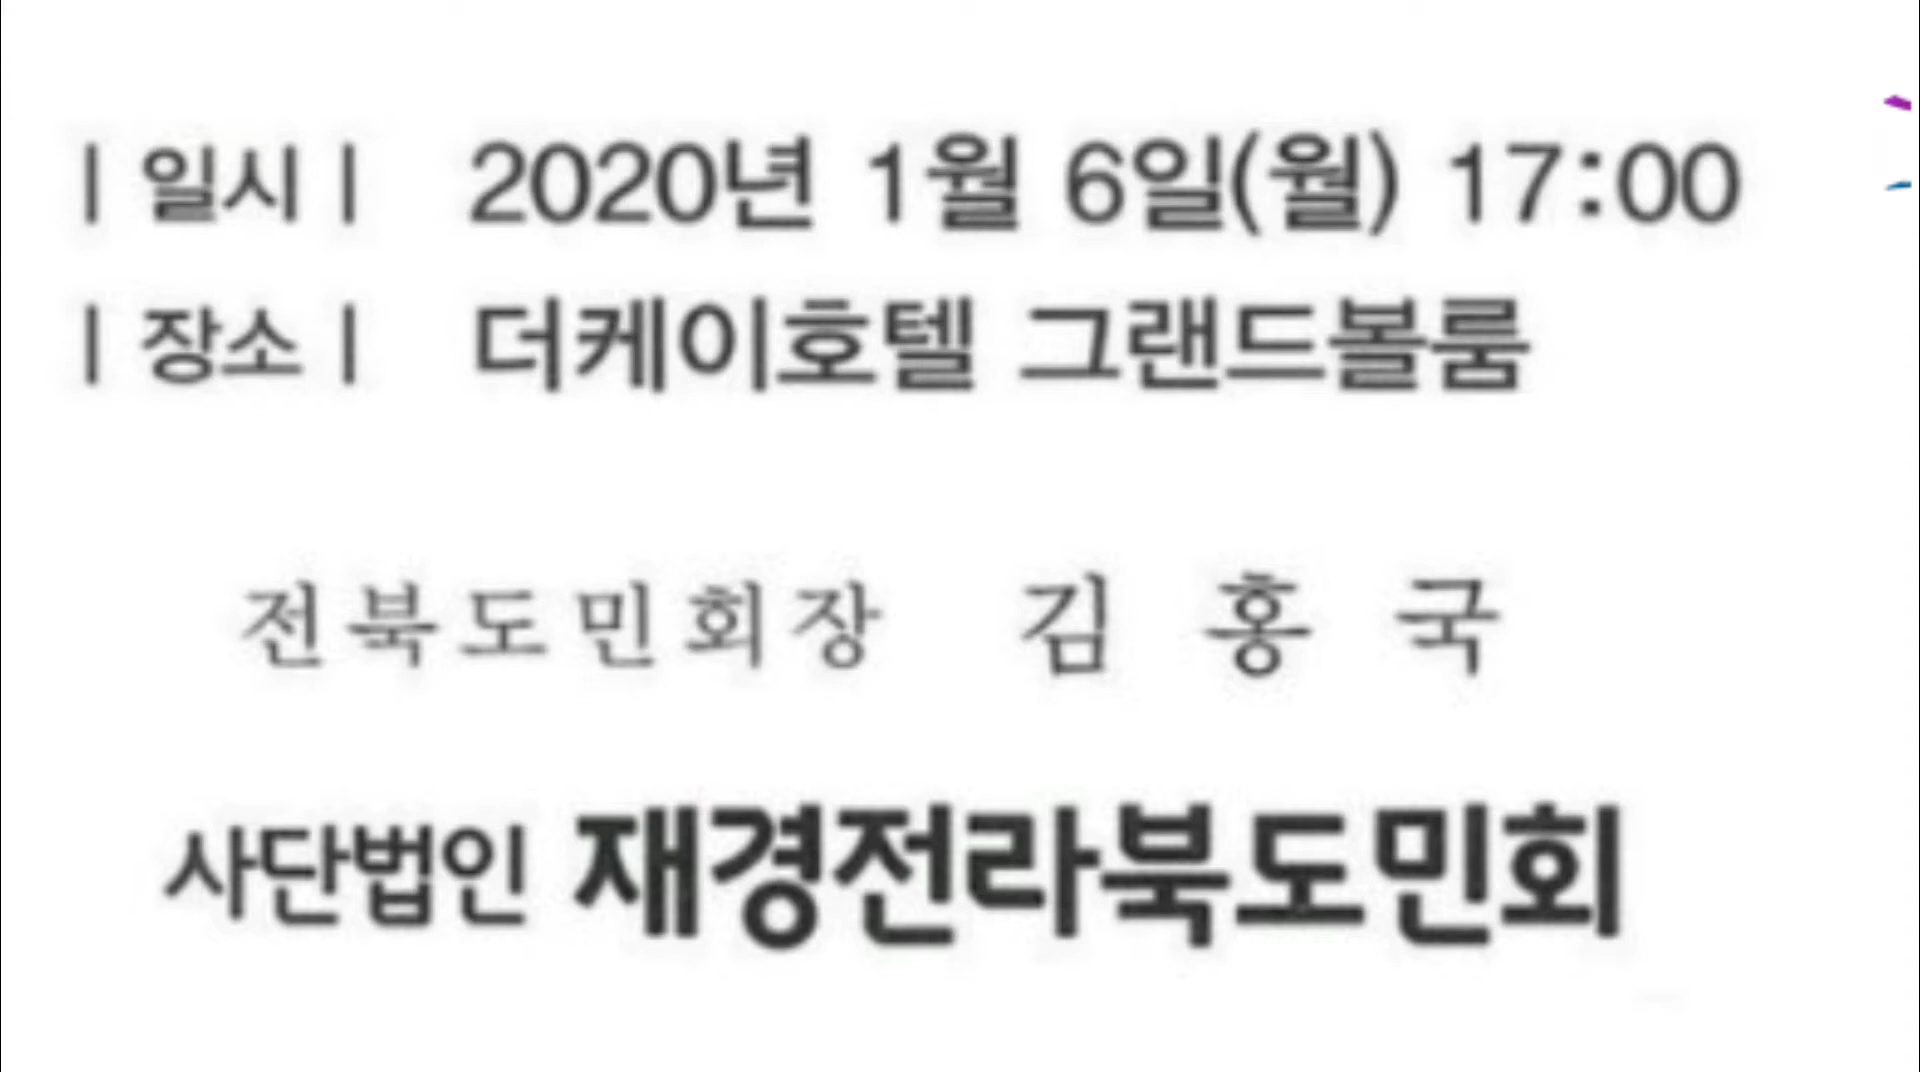 | 일시 | 2020년 1월 6일(월) 17:00
| 장소 | 더케이호텔 그랜드볼룸
전북도민회장 김 홍 국
사단법인 재경전라북도민회